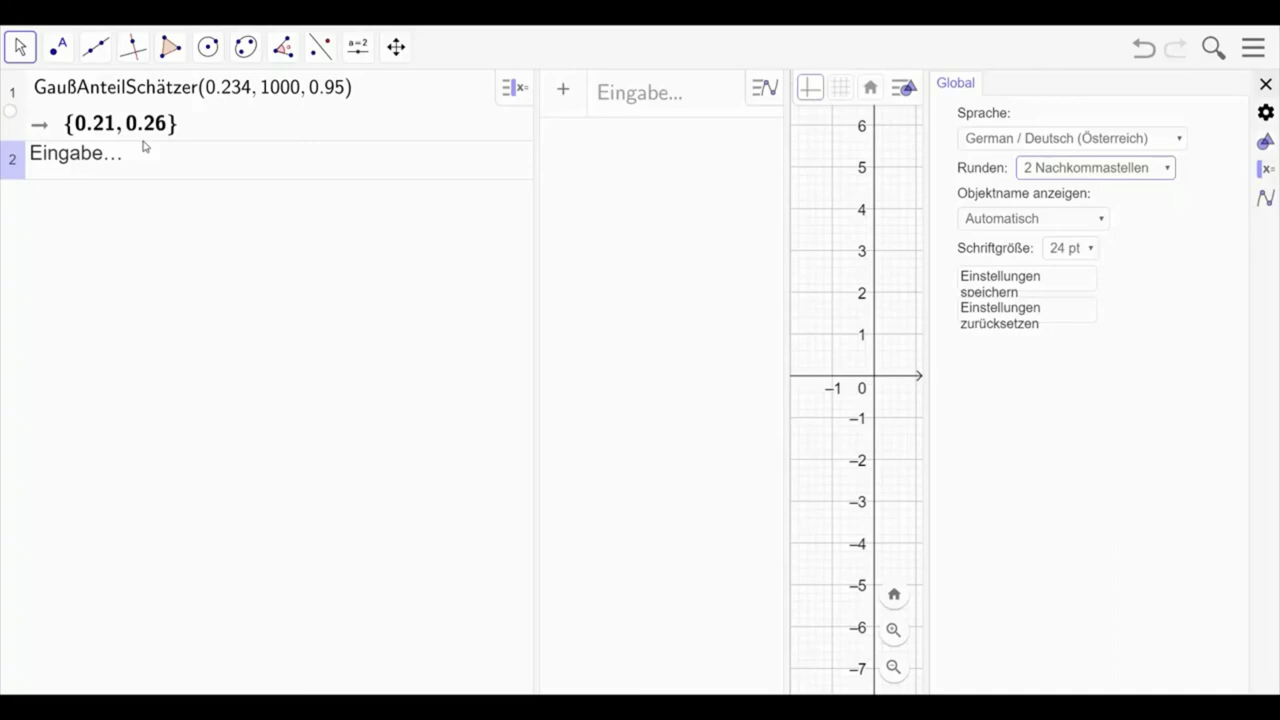 A
a=2
1
GaußAnteilSchätzer(0.234, 1000, 0.95)
→ {0.21, 0.26}
2
Eingabe…
x=
+
Eingabe...
6
5
4
3
2
1
–1 0
–1
–2
–3
–4
–5
–6
–7
Global
Sprache:
German / Deutsch (Österreich)
Runden:
2 Nachkommastellen
Objektname anzeigen:
Automatisch
Schriftgröße:
24 pt
Einstellungen
speichern
Einstellungen
zurücksetzen
x=